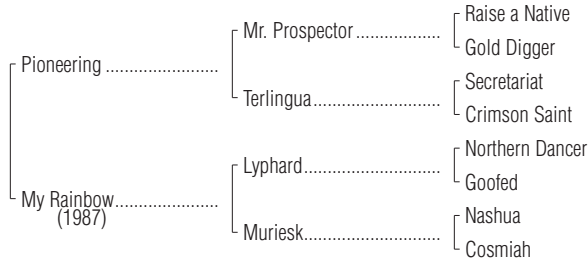 Raise a Native
Mr. Prospector ..................
Gold Digger
Pioneering ........................
Secretariat
Terlingua...........................
Crimson Saint
Northern Dancer
Lyphard.............................
Goofed
My Rainbow......................
(1987)
Nashua
Muriesk.............................
Cosmiah